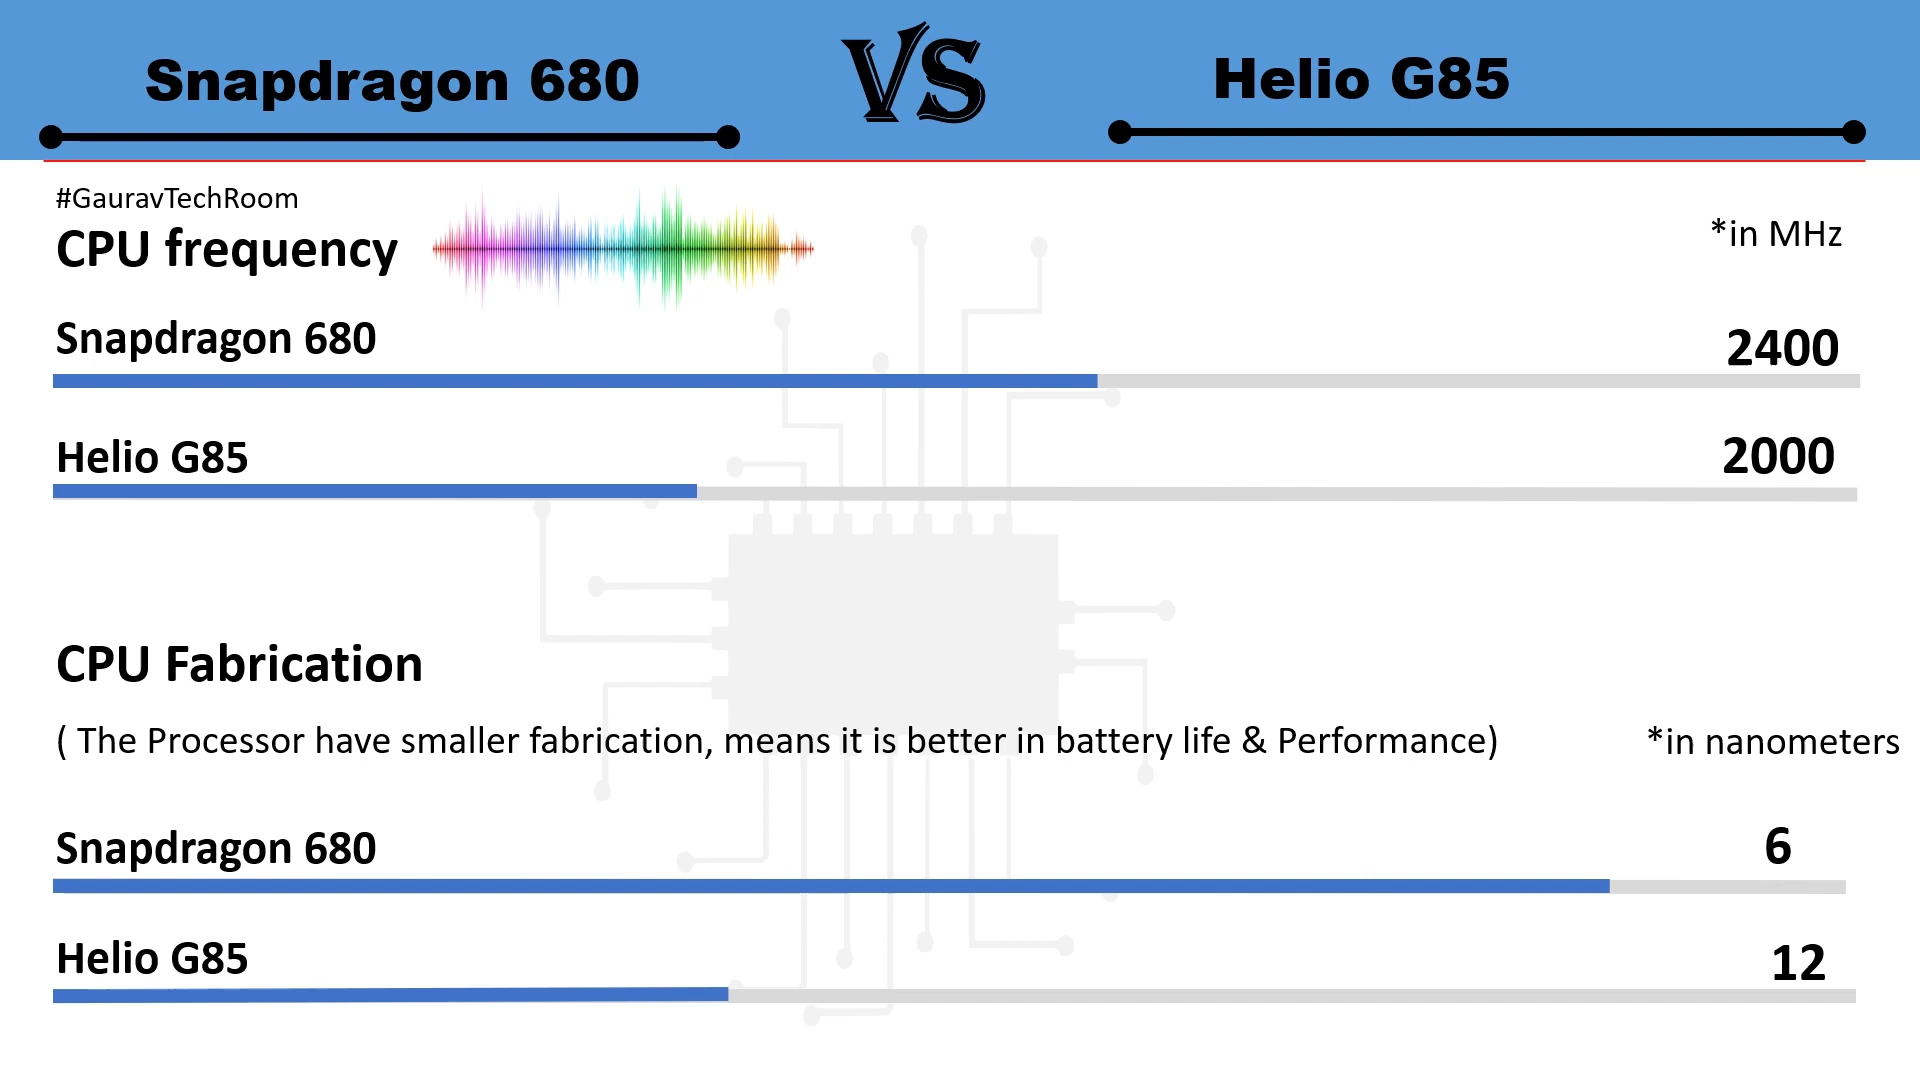 Snapdragon 680 VS Helio G85
#GauravTechRoom
CPU frequency *in MHz
Snapdragon 680 2400
Helio G85 2000
CPU Fabrication
( The Processor have smaller fabrication, means it is better in battery life & Performance) *in nanometers
Snapdragon 680 6
Helio G85 12